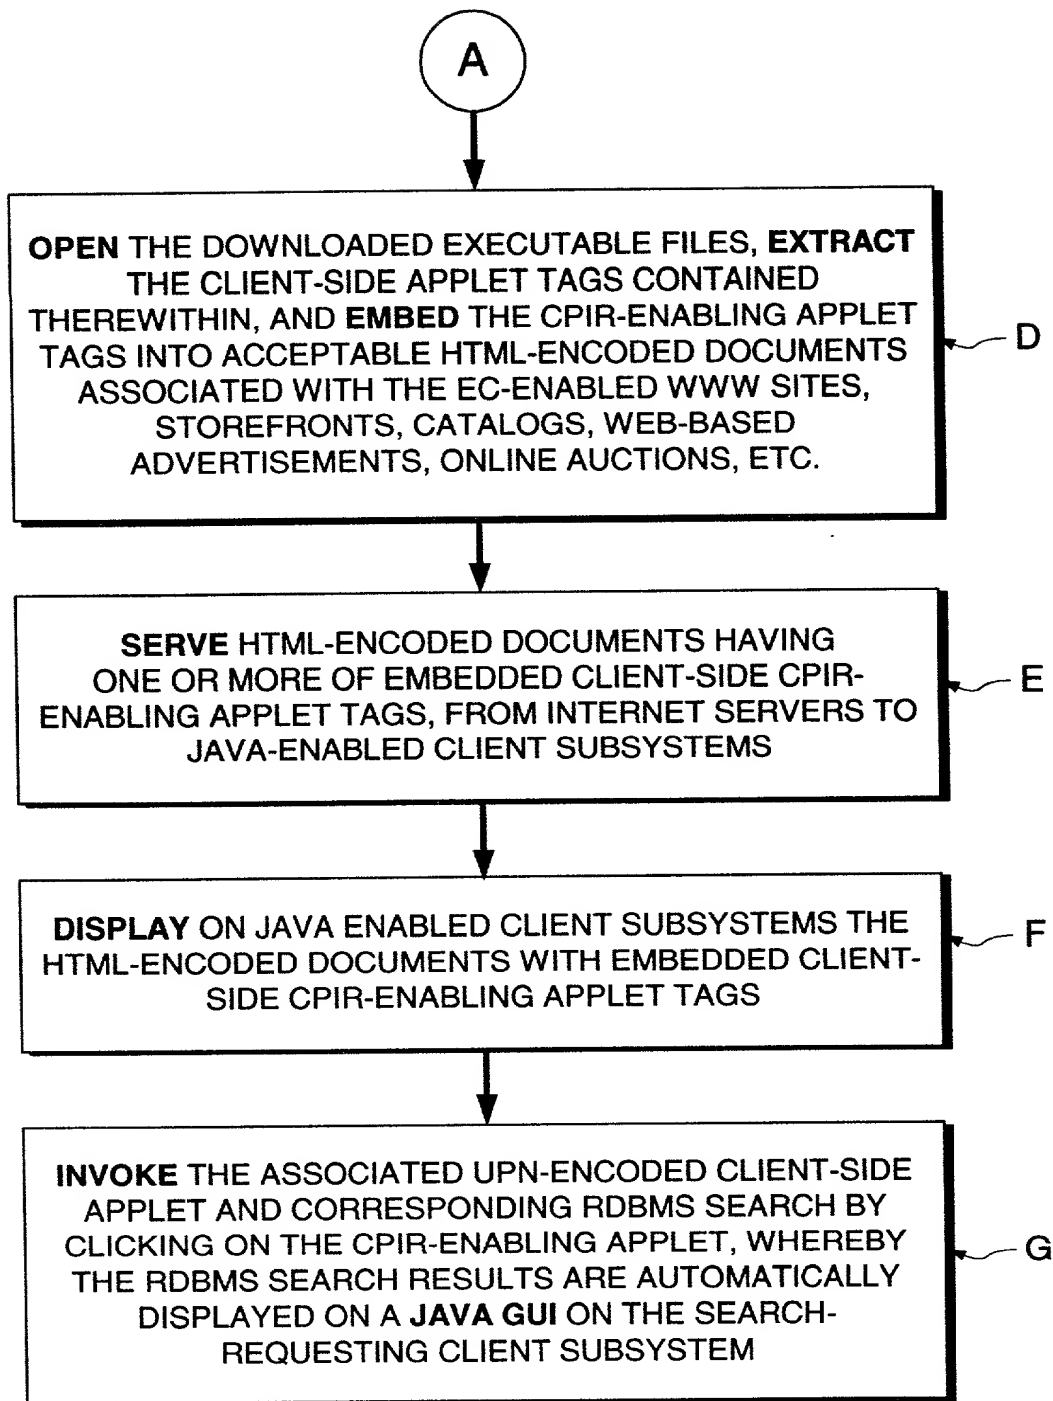 A
OPEN THE DOWNLOADED EXECUTABLE FILES, EXTRACT
THE CLIENT-SIDE APPLET TAGS CONTAINED
THEREWITHIN, AND EMBED THE CPIR-ENABLING APPLET
TAGS INTO ACCEPTABLE HTML-ENCODED DOCUMENTS
ASSOCIATED WITH THE EC-ENABLED WWW SITES,
STOREFRONTS, CATALOGS, WEB-BASED
ADVERTISEMENTS, ONLINE AUCTIONS, ETC.
D
SERVE HTML-ENCODED DOCUMENTS HAVING
ONE OR MORE OF EMBEDDED CLIENT-SIDE CPIR-
ENABLING APPLET TAGS, FROM INTERNET SERVERS TO
JAVA-ENABLED CLIENT SUBSYSTEMS
E
DISPLAY ON JAVA ENABLED CLIENT SUBSYSTEMS THE
HTML-ENCODED DOCUMENTS WITH EMBEDDED CLIENT-
SIDE CPIR-ENABLING APPLET TAGS
F
INVOKE THE ASSOCIATED UPN-ENCODED CLIENT-SIDE
APPLET AND CORRESPONDING RDBMS SEARCH BY
CLICKING ON THE CPIR-ENABLING APPLET, WHEREBY
THE RDBMS SEARCH RESULTS ARE AUTOMATICALLY
DISPLAYED ON A JAVA GUI ON THE SEARCH-
REQUESTING CLIENT SUBSYSTEM
G